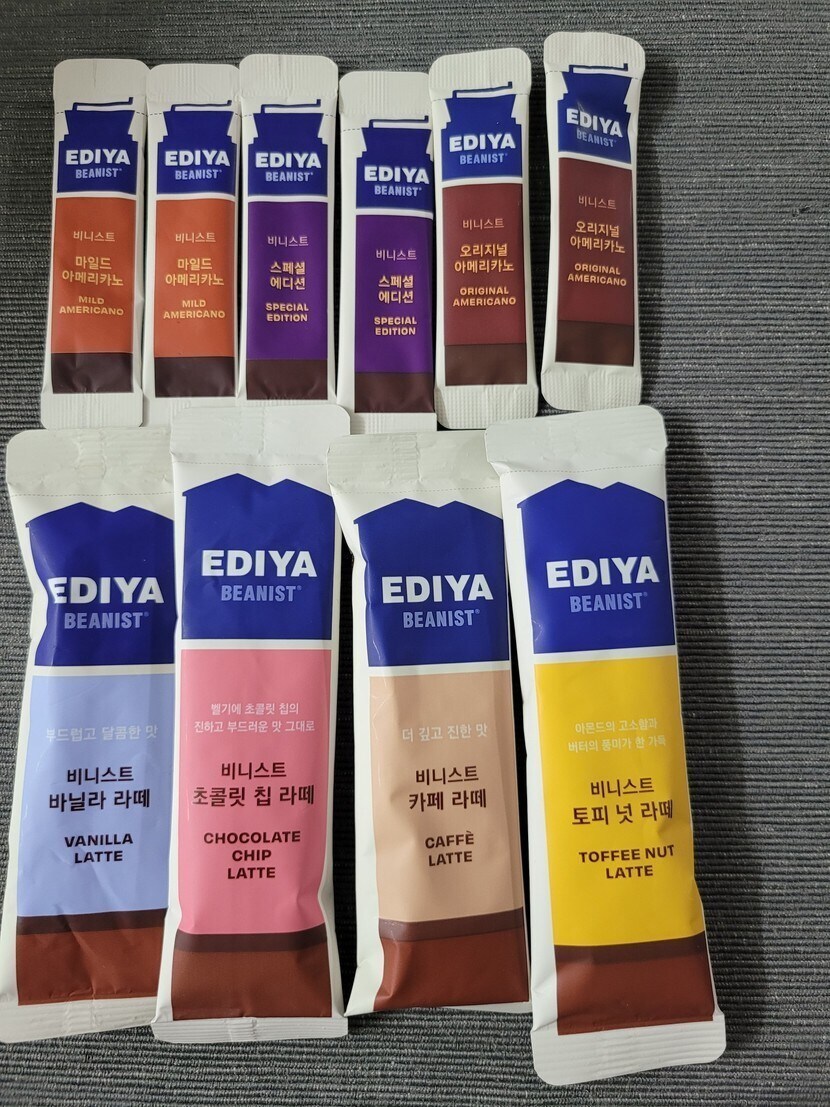 EDIYA
BEANIST
비니스트
마일드
아메리카노
MILD
AMERICANO
EDIYA
BEANIST
비니스트
마일드
아메리카노
MILD
AMERICANO
EDIYA
BEANIST
비니스트
스페셜
에디션
SPECIAL
EDITION
EDIYA
BEANIST
비니스트
스페셜
에디션
SPECIAL
EDITION
EDIYA
BEANIST
비니스트
오리지널
아메리카노
ORIGINAL
AMERICANO
EDIYA
BEANIST
비니스트
오리지널
아메리카노
ORIGINAL
AMERICANO
EDIYA
BEANIST®
부드럽고 달콤한 맛
비니스트
바닐라 라떼
VANILLA
LATTE
EDIYA
BEANIST®
벨기에 초콜릿 칩의
진하고 부드러운 맛 그대로
비니스트
초콜릿 칩 라떼
CHOCOLATE
CHIP
LATTE
EDIYA
BEANIST®
더 깊고 진한 맛
비니스트
카페 라떼
CAFFÈ
LATTE
EDIYA
BEANIST®
아몬드의 고소함과
버터의 풍미가 한 가득
비니스트
토피 넛 라떼
TOFFEE NUT
LATTE